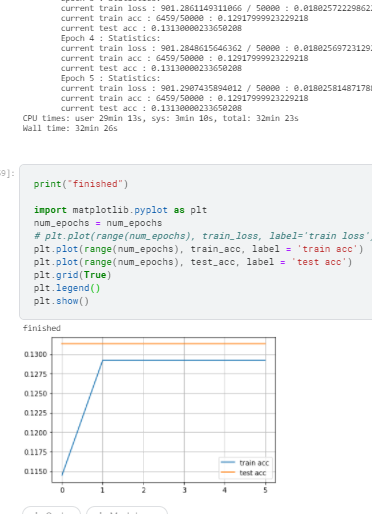 current train loss : 901.2861149311066 / 50000 : 0.01802572229862
current train acc : 6459/50000 : 0.12917999923229218
current test acc : 0.13130000233650208
Epoch 4 : Statistics:
current train loss : 901.2848615646362 / 50000 : 0.0180256972312
current train acc : 6459/50000 : 0.12917999923229218
current test acc : 0.13130000233650208
Epoch 5 : Statistics:
current train loss : 901.2907435894012 / 50000 : 0.0180258148717
current train acc : 6459/50000 : 0.12917999923229218
current test acc : 0.13130000233650208
CPU times: user 29min 13s, sys: 3min 10s, total: 32min 23s
Wall time: 32min 26s
9]:
print("finished")
import matplotlib.pyplot as plt
num_epochs = num_epochs
# plt.plot(range(num_epochs), train_loss, label='train loss'
plt.plot(range(num_epochs), train_acc, label = 'train acc')
plt.plot(range(num_epochs), test_acc, label = 'test acc')
plt.grid(True)
plt.legend()
plt.show()
finished
0.1300
0.1275
0.1250
0.1225
0.1200
0.1175
0.1150
train acc
test acc
0 1 2 3 4 5